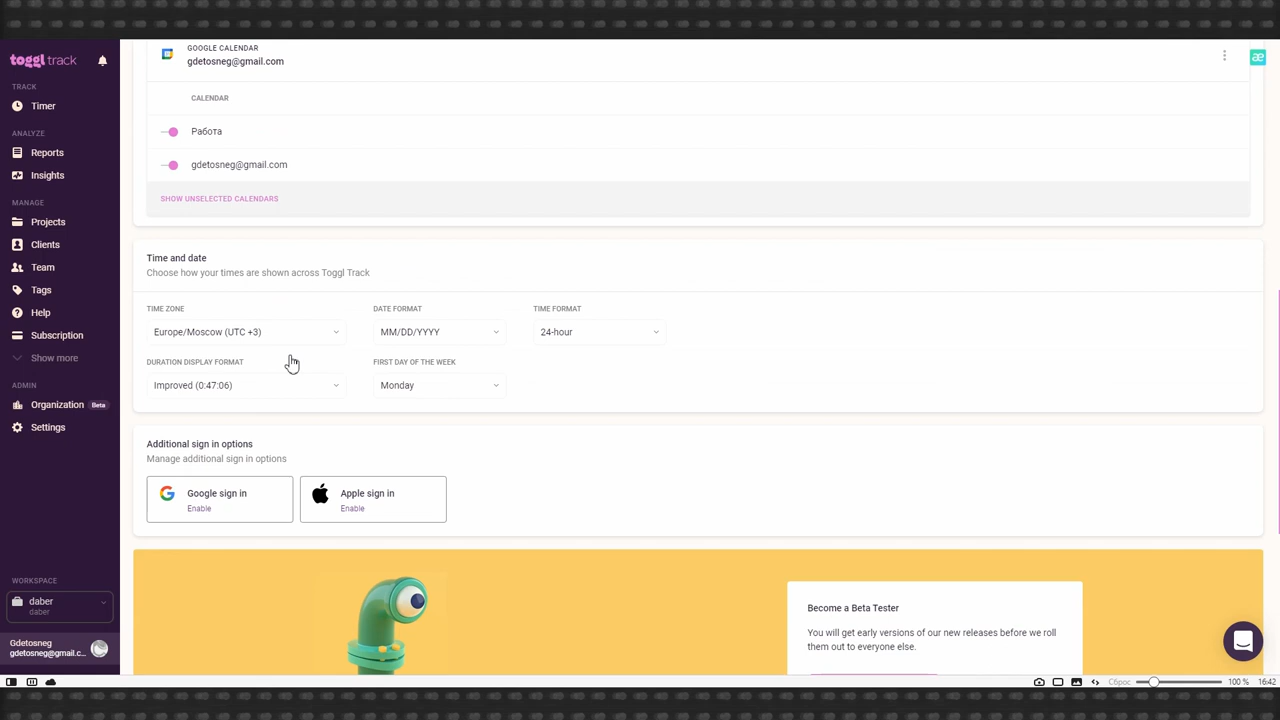 toggl track
TRACK
Timer
ANALYZE
Reports
Insights
MANAGE
Projects
Clients
Team
Tags
Help
Subscription
Show more
ADMIN
Organization Beta
Settings
WORKSPACE
daber
daber
Gdetosneg
gdetosneg@gmail.c...
GOOGLE CALENDAR
gdetosneg@gmail.com
æ
CALENDAR
Работа
gdetosneg@gmail.com
SHOW UNSELECTED CALENDARS
Time and date
Choose how your times are shown across Toggl Track
TIME ZONE
Europe/Moscow (UTC +3)
DATE FORMAT
MM/DD/YYYY
TIME FORMAT
24-hour
DURATION DISPLAY FORMAT
Improved (0:47:06)
FIRST DAY OF THE WEEK
Monday
Additional sign in options
Manage additional sign in options
Google sign in
Enable
Apple sign in
Enable
Become a Beta Tester
You will get early versions of our new releases before we roll
them out to everyone else.
Сброс 100 % 16:42